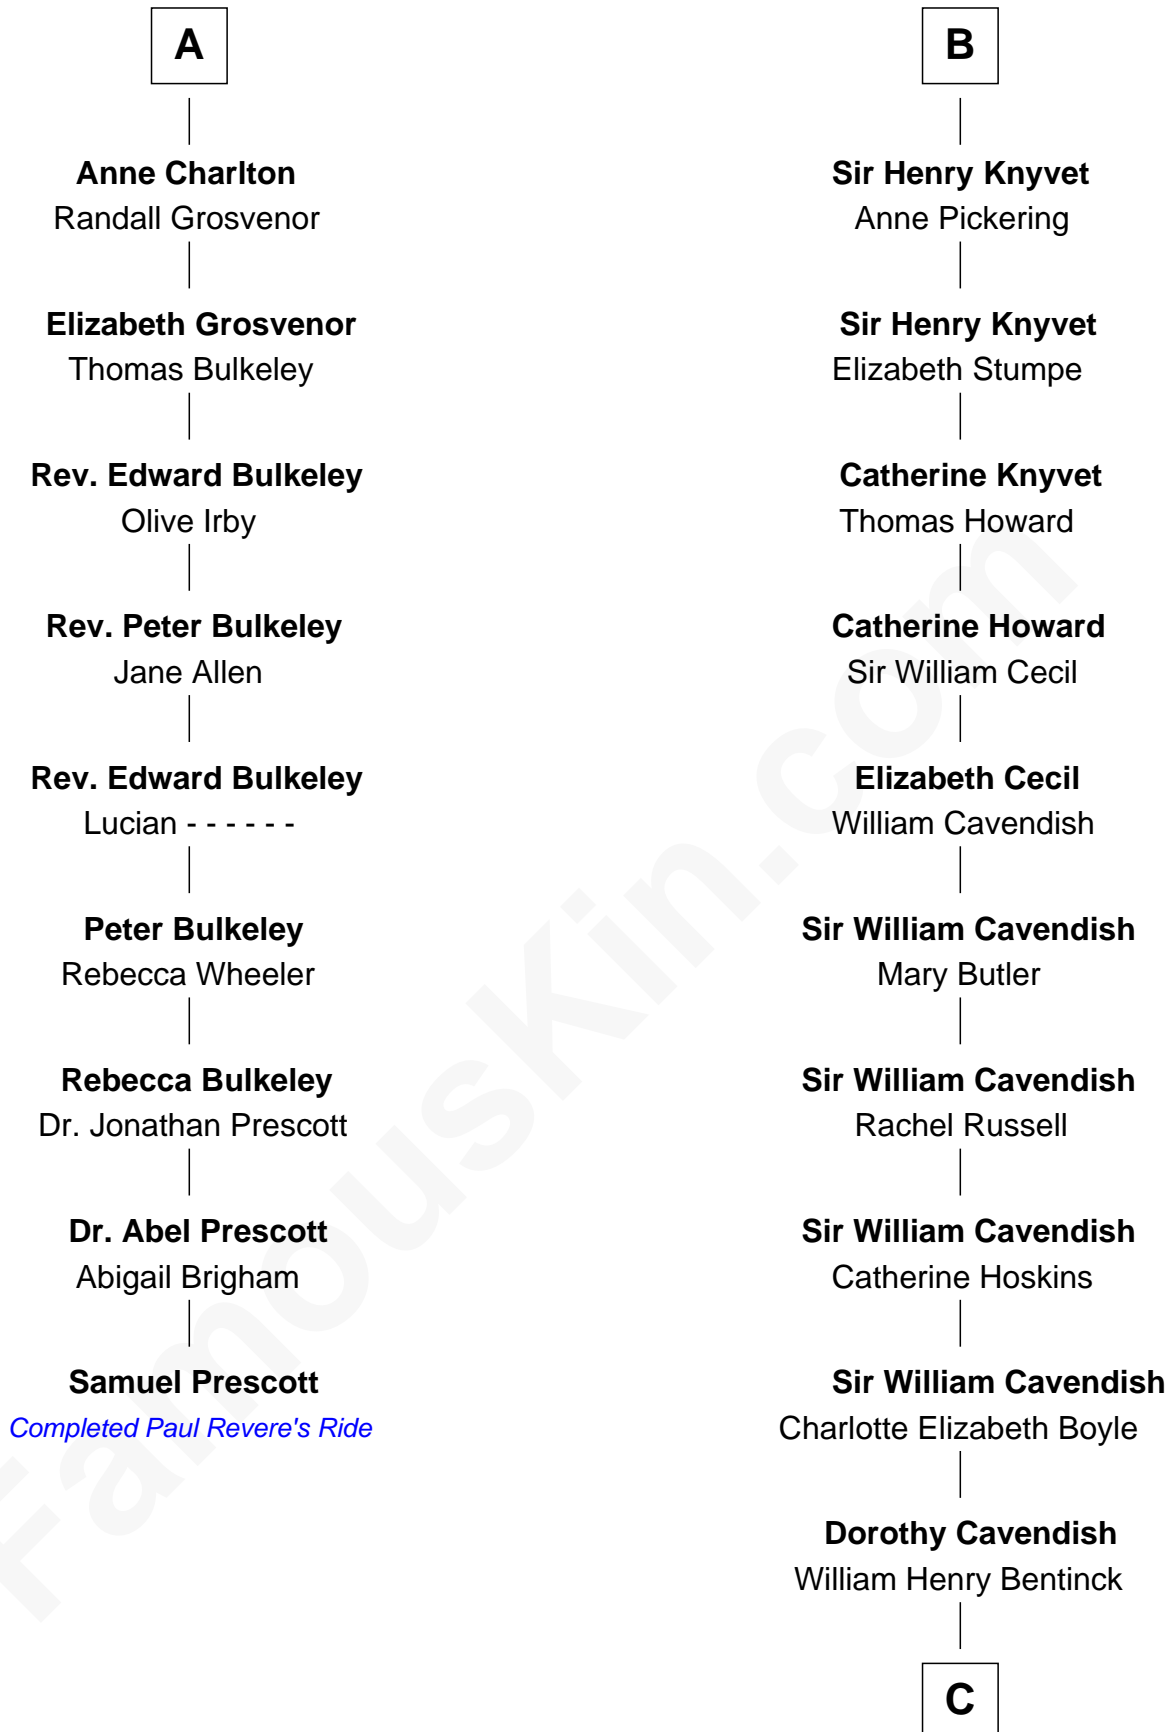 A
Anne Charlton
Randall Grosvenor
Elizabeth Grosvenor
Thomas Bulkeley
Rev. Edward Bulkeley
Olive Irby
Rev. Peter Bulkeley
Jane Allen
Rev. Edward Bulkeley
Lucian - - - - - -
Peter Bulkeley
Rebecca Wheeler
Rebecca Bulkeley
Dr. Jonathan Prescott
Dr. Abel Prescott
Abigail Brigham
Samuel Prescott
Completed Paul Revere's Ride
B
Sir Henry Knyvet
Anne Pickering
Sir Henry Knyvet
Elizabeth Stumpe
Catherine Knyvet
Thomas Howard
Catherine Howard
Sir William Cecil
Elizabeth Cecil
William Cavendish
Sir William Cavendish
Mary Butler
Sir William Cavendish
Rachel Russell
Sir William Cavendish
Catherine Hoskins
Sir William Cavendish
Charlotte Elizabeth Boyle
Dorothy Cavendish
William Henry Bentinck
C
FamousKin.com